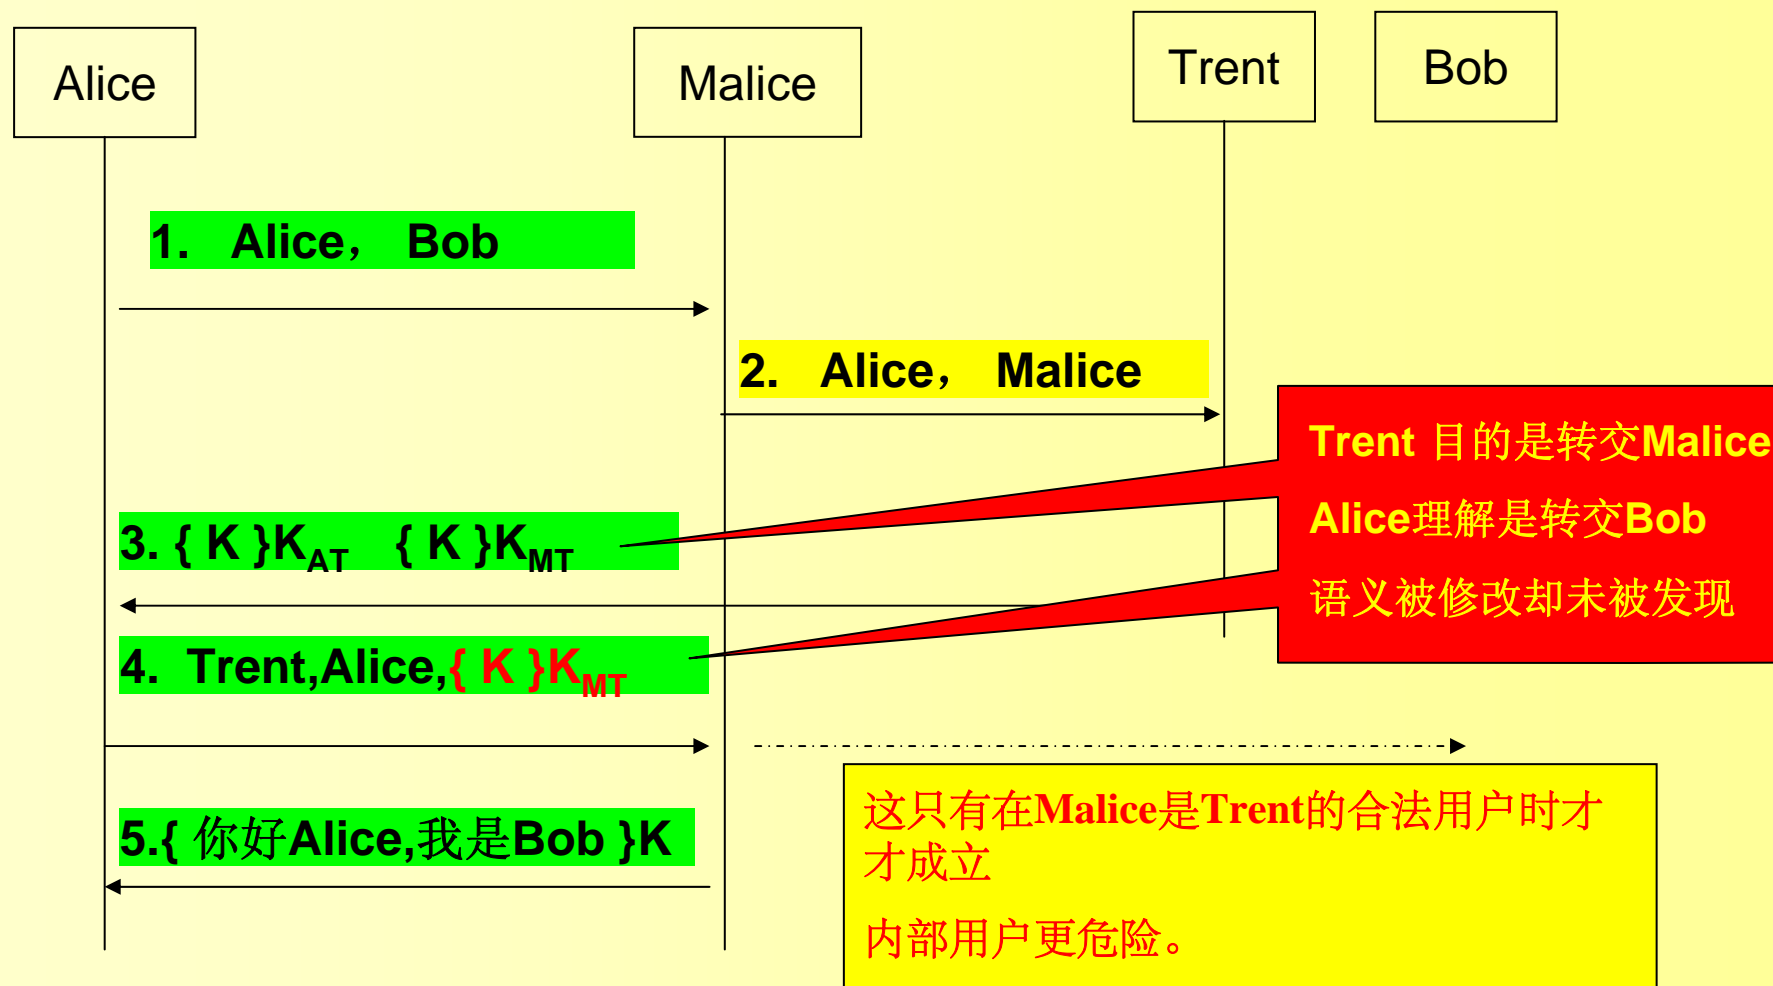 Alice
Malice
Trent
Bob
1. Alice， Bob
2. Alice， Malice
Trent 目的是转交Malice
Alice理解是转交Bob
语义被修改却未被发现
3. { K }K_AT { K }K_MT
4. Trent,Alice,{ K }K_MT
5.{ 你好Alice,我是Bob }K
这只有在Malice是Trent的合法用户时才
才成立
内部用户更危险。